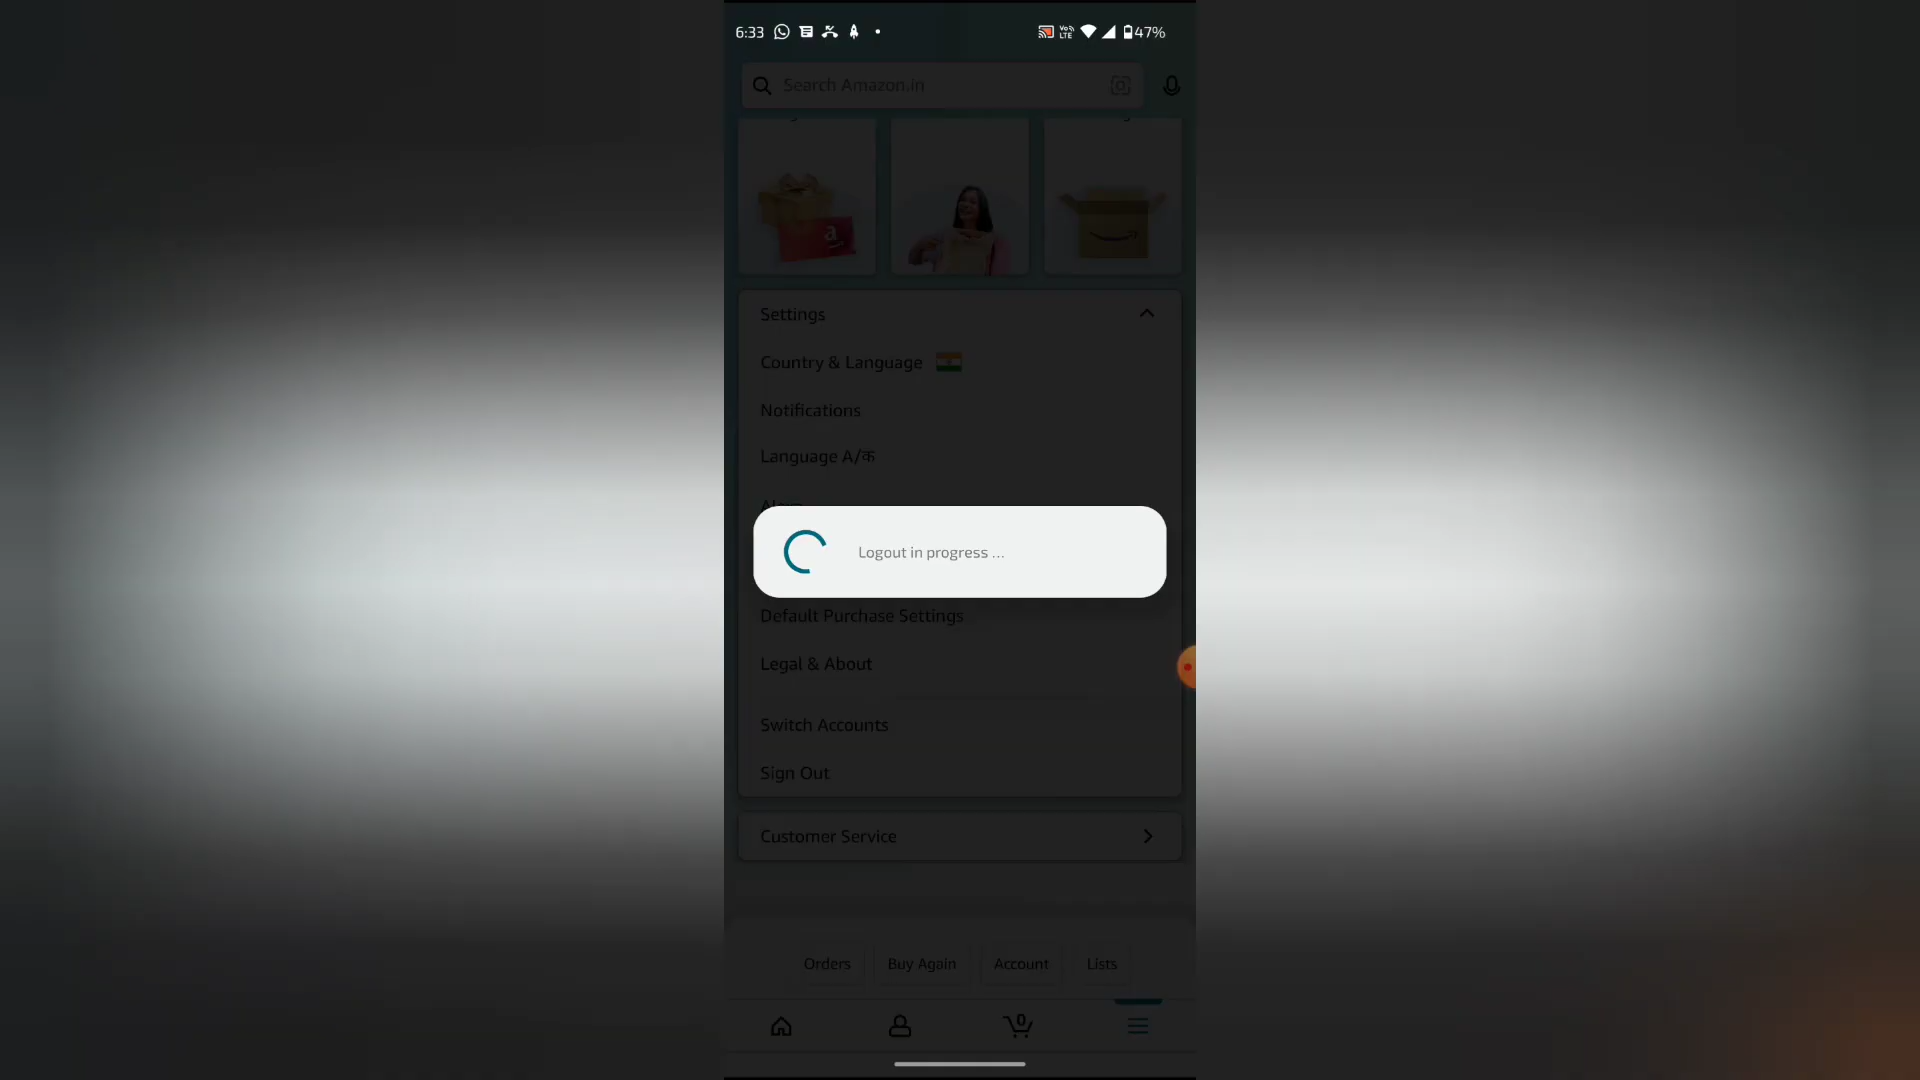 6:33 VoLTE 47%
Search Amazon.in
a
Settings
Country & Language
Notifications
Language A/क
Logout in progress ...
Default Purchase Settings
Legal & About
Switch Accounts
Sign Out
Customer Service
Orders Buy Again Account Lists
0